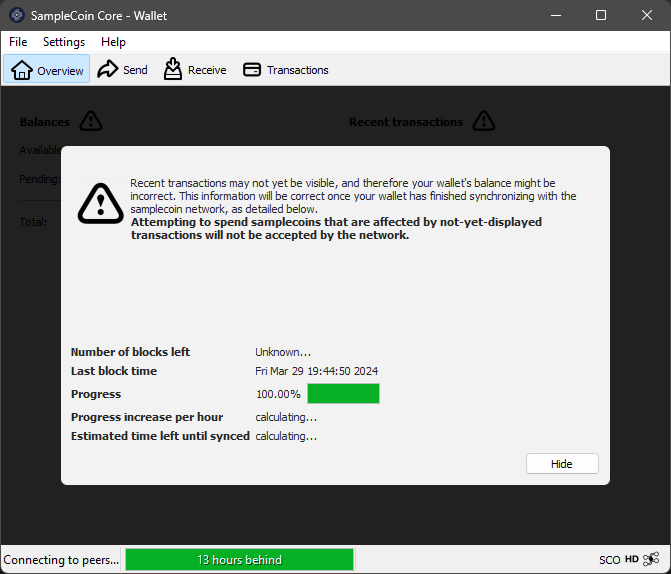 SampleCoin Core - Wallet
File Settings Help
Overview Send Receive Transactions
Balances Recent transactions
Available
Pending:
Total:
Recent transactions may not yet be visible, and therefore your wallet's balance might be
incorrect. This information will be correct once your wallet has finished synchronizing with the
samplecoin network, as detailed below.
Attempting to spend samplecoins that are affected by not-yet-displayed
transactions will not be accepted by the network.
Number of blocks left Unknown...
Last block time Fri Mar 29 19:44:50 2024
Progress 100.00%
Progress increase per hour calculating...
Estimated time left until synced calculating...
Hide
Connecting to peers... 13 hours behind SCO HD